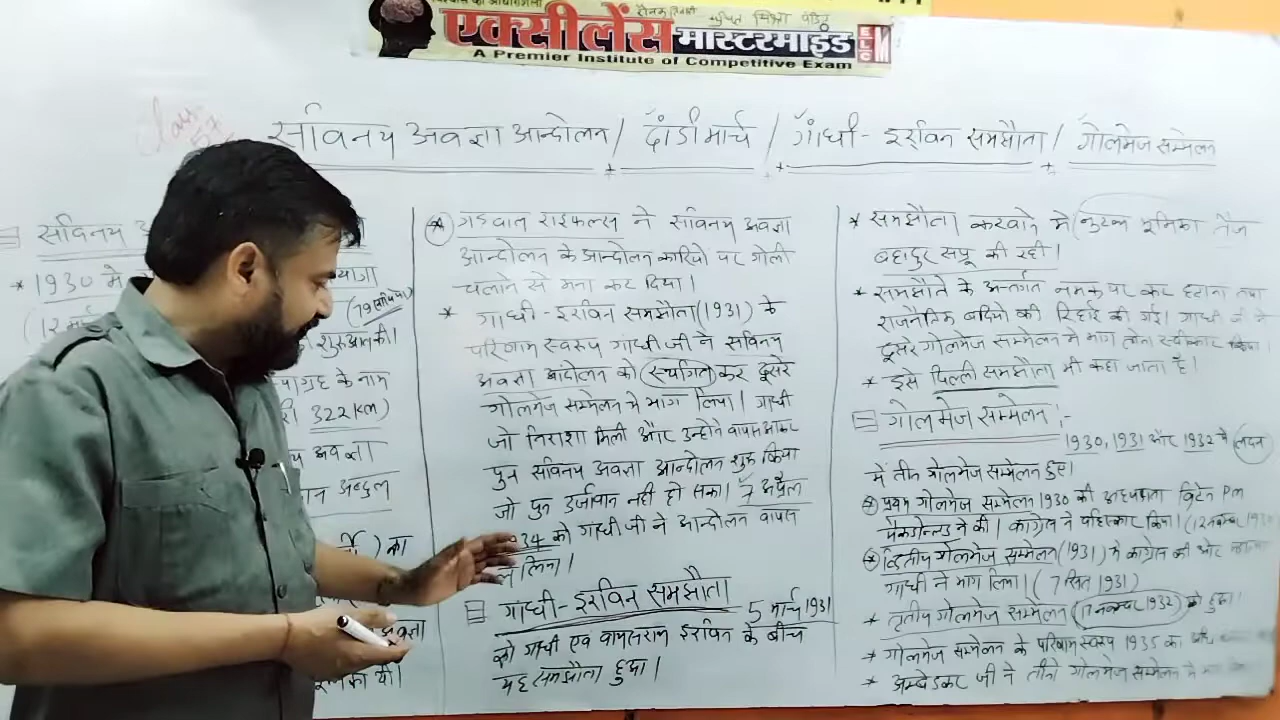 एक्सीलेंस मास्टरमाइंड
ELC
M
A Premier Institute of Competitive Exam
सविनय अवज्ञा आन्दोलन / दांडी मार्च / गाँधी - इरविन समझौता / गोलमेज सम्मेलन
सविनय
* 1930 मे
(12 मार्च
शुरुआत की।
के नाम
322 km)
अवज्ञा
अब्दुल
) का
गडवाल राइफल्स ने सविनय अवज्ञा
आन्दोलन के आन्दोलन कारियो पर गोली
चलाने से मना कर दिया।
* गाँधी - इरविन समझौता (1931) के
परिणाम स्वरूप गांधी जी ने सविनय
अवज्ञा आंदोलन को स्थगित कर दूसरे
गोलमेज सम्मेलन मे भाग लिया। गाधी
जो निराशा मिली और उन्होने वापस आकर
पुन सविनय अवज्ञा आन्दोलन शुरू किया
जो पुन उर्जावान नही हो सका। 7 अप्रैल
34 को गांधी जी ने आन्दोलन वापस
लिना।
गाधी - इरविन समझौता 5 मार्च 1931
को गांधी एव वायसराय इरविन के बीच
यह समझौता हुआ।
* समझौता करवाने मे मुख्य भूमिका तेज
बहादुर सप्रू की रही।
* समझौते के अन्तर्गत नमक पर कर हटाना तथा
राजनैतिक बन्दियो की रिहाई की गई। गांधी जी ने
दूसरे गोलमेज सम्मेलन मे भाग लेना स्वीकार किया।
* इसे दिल्ली समझौता भी कहा जाता है।
गोलमेज सम्मेलन :-
1930, 1931 और 1932 मे लंदन
में तीन गोलमेज सम्मेलन हुए।
प्रथम गोलमेज सम्मेलन 1930 की अध्यक्षता ब्रिटेन PM
मैकडोनल्ड ने की। कांग्रेस ने बहिष्कार किया। (12 नवम्बर 1930
द्वितीय गोलमेज सम्मेलन (1931) मे कांग्रेस की ओर
गांधी ने भाग लिया। (7 सित 1931)
* तृतीय गोलमेज सम्मेलन (17 नवम्बर 1932) को हुआ।
* गोलमेज सम्मेलन के परिणाम स्वरूप 1935 का
* अम्बेडकर जी ने तीनो गोलमेज सम्मेलन मे भाग